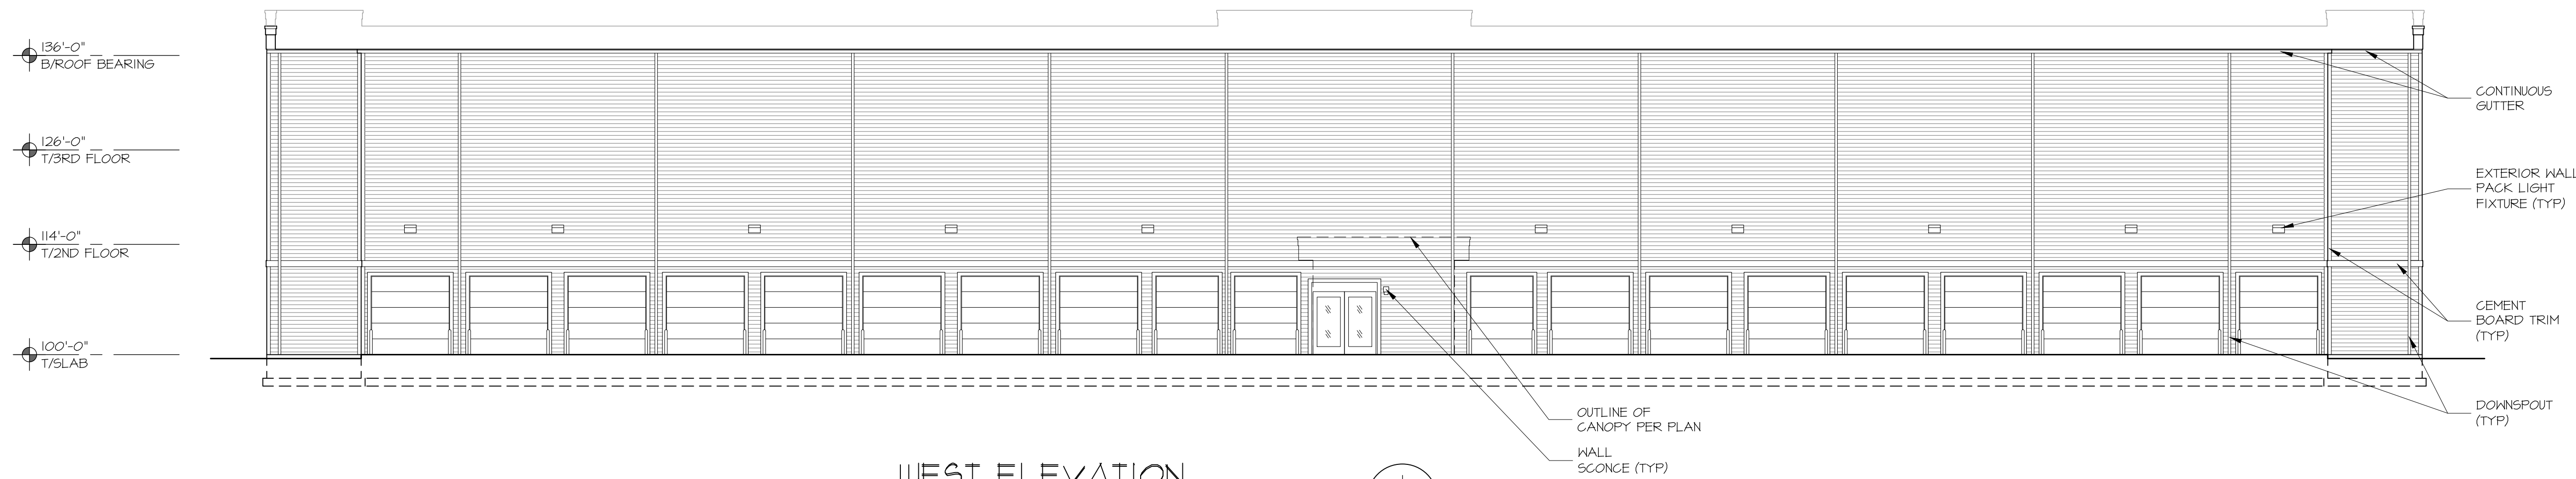 136'-0"
B/ROOF BEARING
126'-0"
T/3RD FLOOR
114'-0"
T/2ND FLOOR
100'-0"
T/SLAB
CONTINUOUS
GUTTER
EXTERIOR WALL
PACK LIGHT
FIXTURE (TYP)
CEMENT
BOARD TRIM
(TYP)
DOWNSPOUT
(TYP)
OUTLINE OF
CANOPY PER PLAN
WALL
SCONCE (TYP)
WEST ELEVATION